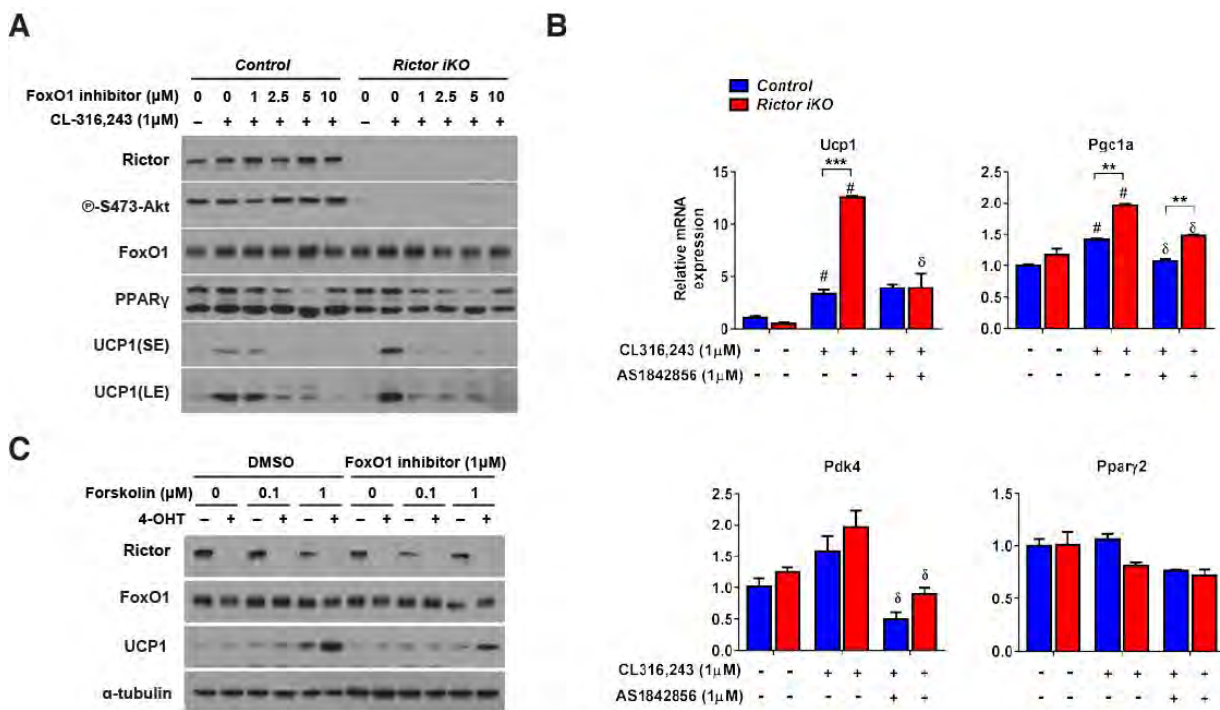 A
Control Rictor iKO
FoxO1 inhibitor (µM) 0 0 1 2.5 5 10 0 0 1 2.5 5 10
CL-316,243 (1µM) – + + + + + – + + + + +
Rictor
Ⓟ-S473-Akt
FoxO1
PPARγ
UCP1(SE)
UCP1(LE)
B
Control
Rictor iKO
Ucp1
Relative mRNA
expression
15
10
5
0
***
# # δ
CL316,243 (1µM) - - + + + +
AS1842856 (1µM) - - - - + +
Pgc1a
2.5
2.0
1.5
1.0
0.5
0.0
** **
# # δ δ
- - + + + +
- - - - + +
C
DMSO FoxO1 inhibitor (1µM)
Forskolin (µM) 0 0.1 1 0 0.1 1
4-OHT – + – + – + – + – + – +
Rictor
FoxO1
UCP1
α-tubulin
Pdk4
2.5
2.0
1.5
1.0
0.5
0.0
δ δ
CL316,243 (1µM) - - + + + +
AS1842856 (1µM) - - - - + +
Pparγ2
1.5
1.0
0.5
0.0
- - + + + +
- - - - + +